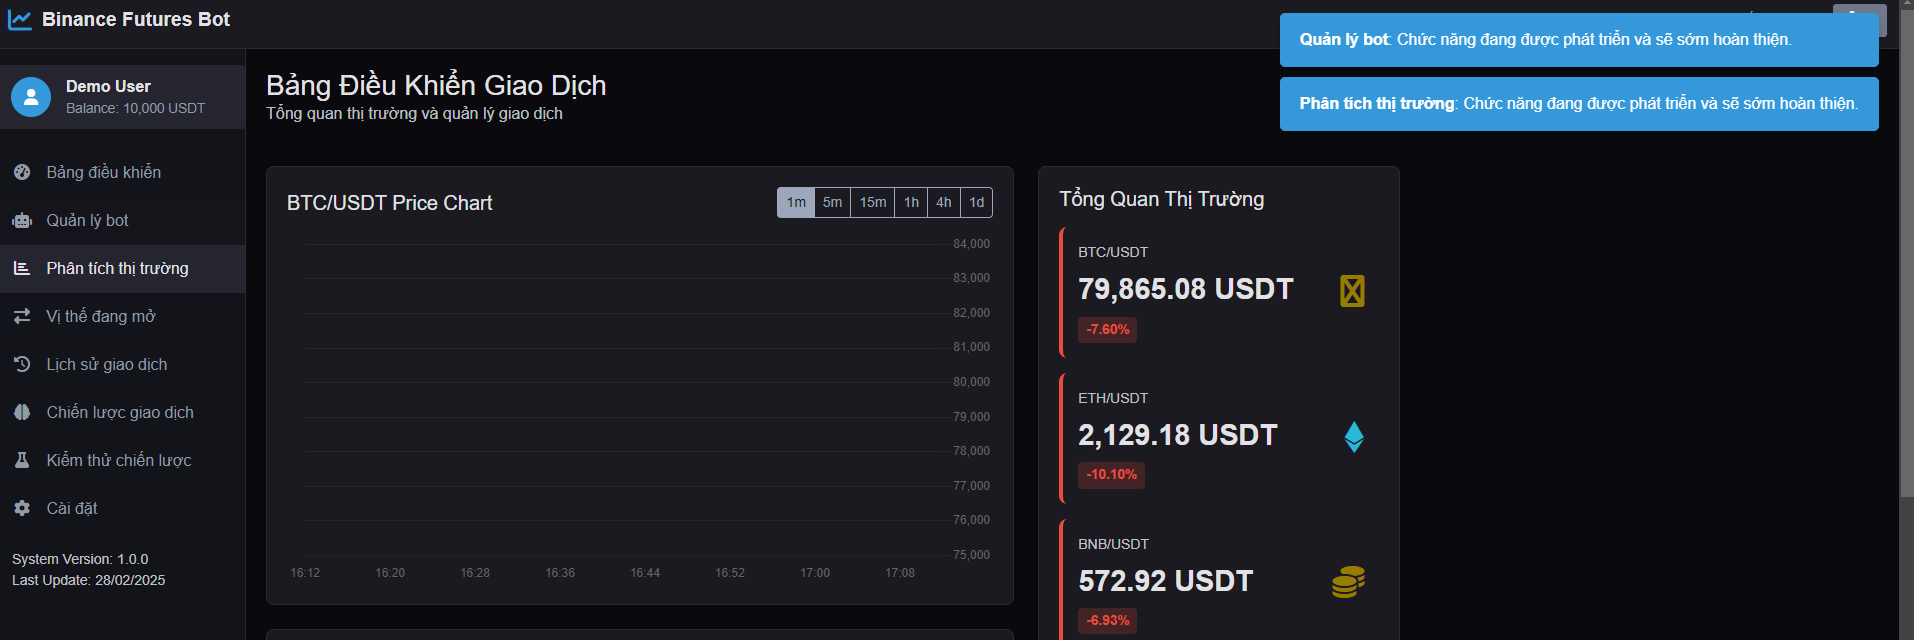 Binance Futures Bot
Quản lý bot: Chức năng đang được phát triển và sẽ sớm hoàn thiện.
Phân tích thị trường: Chức năng đang được phát triển và sẽ sớm hoàn thiện.
Demo User
Balance: 10,000 USDT
Bảng điều khiển
Quản lý bot
Phân tích thị trường
Vị thế đang mở
Lịch sử giao dịch
Chiến lược giao dịch
Kiểm thử chiến lược
Cài đặt
System Version: 1.0.0
Last Update: 28/02/2025
Bảng Điều Khiển Giao Dịch
Tổng quan thị trường và quản lý giao dịch
BTC/USDT Price Chart
1m 5m 15m 1h 4h 1d
84,000
83,000
82,000
81,000
80,000
79,000
78,000
77,000
76,000
75,000
16:12 16:20 16:28 16:36 16:44 16:52 17:00 17:08
Tổng Quan Thị Trường
BTC/USDT
79,865.08 USDT
-7.60%
ETH/USDT
2,129.18 USDT
-10.10%
BNB/USDT
572.92 USDT
-6.93%